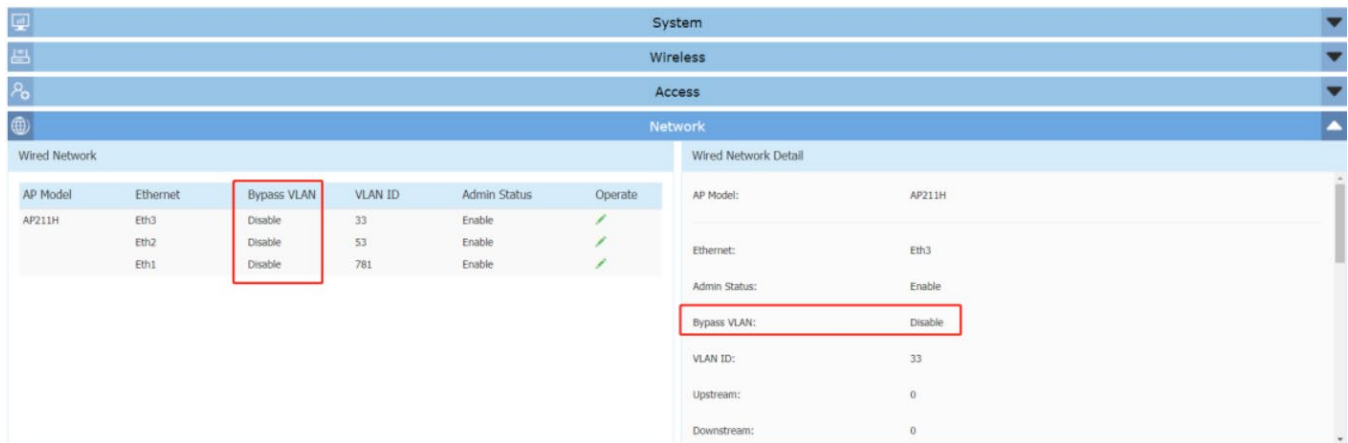 System
Wireless
Access
Network
Wired Network
AP Model Ethernet Bypass VLAN VLAN ID Admin Status Operate
AP211H Eth3 Disable 33 Enable
Eth2 Disable 53 Enable
Eth1 Disable 781 Enable
Wired Network Detail
AP Model: AP211H
Ethernet: Eth3
Admin Status: Enable
Bypass VLAN: Disable
VLAN ID: 33
Upstream: 0
Downstream: 0